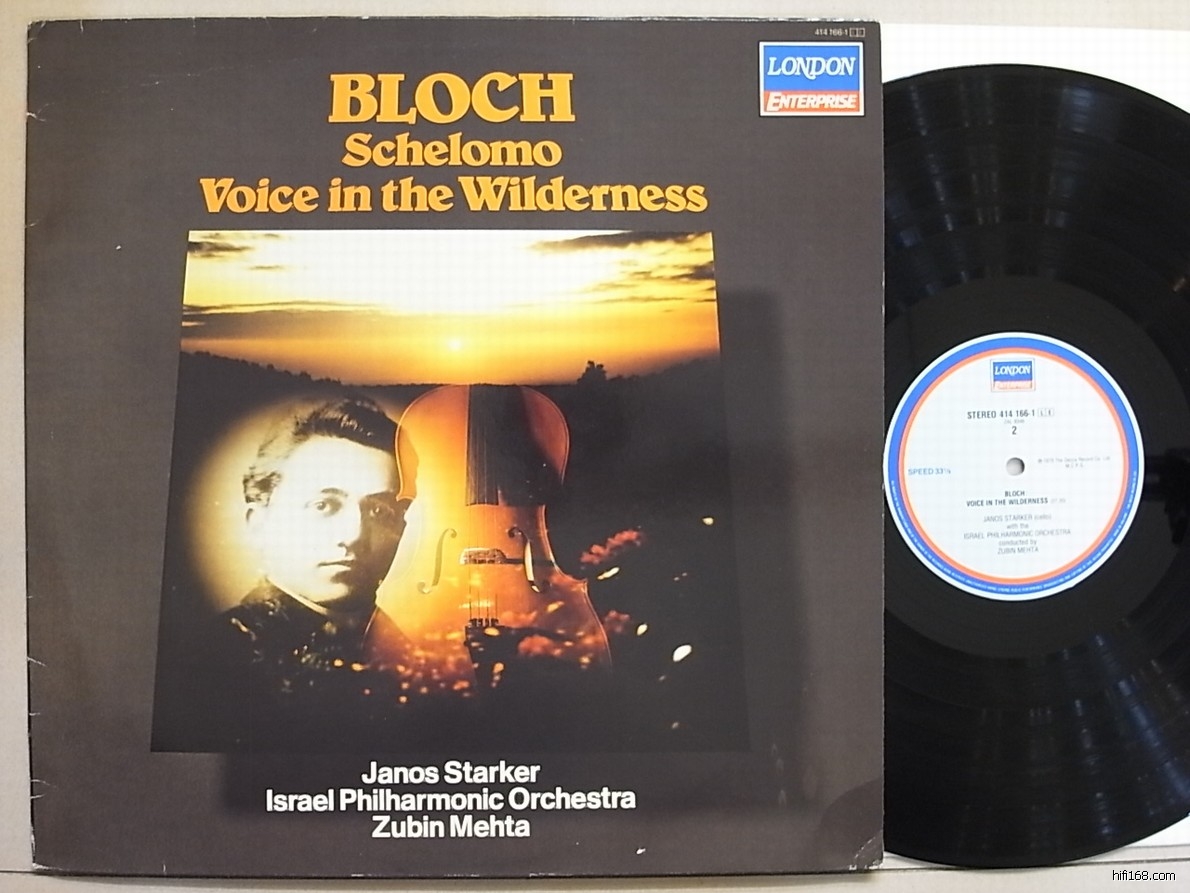 414 166-1
LONDON
ENTERPRISE
BLOCH
Schelomo
Voice in the Wilderness
Janos Starker
Israel Philharmonic Orchestra
Zubin Mehta
LONDON
ENTERPRISE
STEREO 414 166-1
2
SPEED 33⅓
BLOCH
VOICE IN THE WILDERNESS
JANOS STARKER (cello)
with the
ISRAEL PHILHARMONIC ORCHESTRA
conducted by
ZUBIN MEHTA
hifi168.com